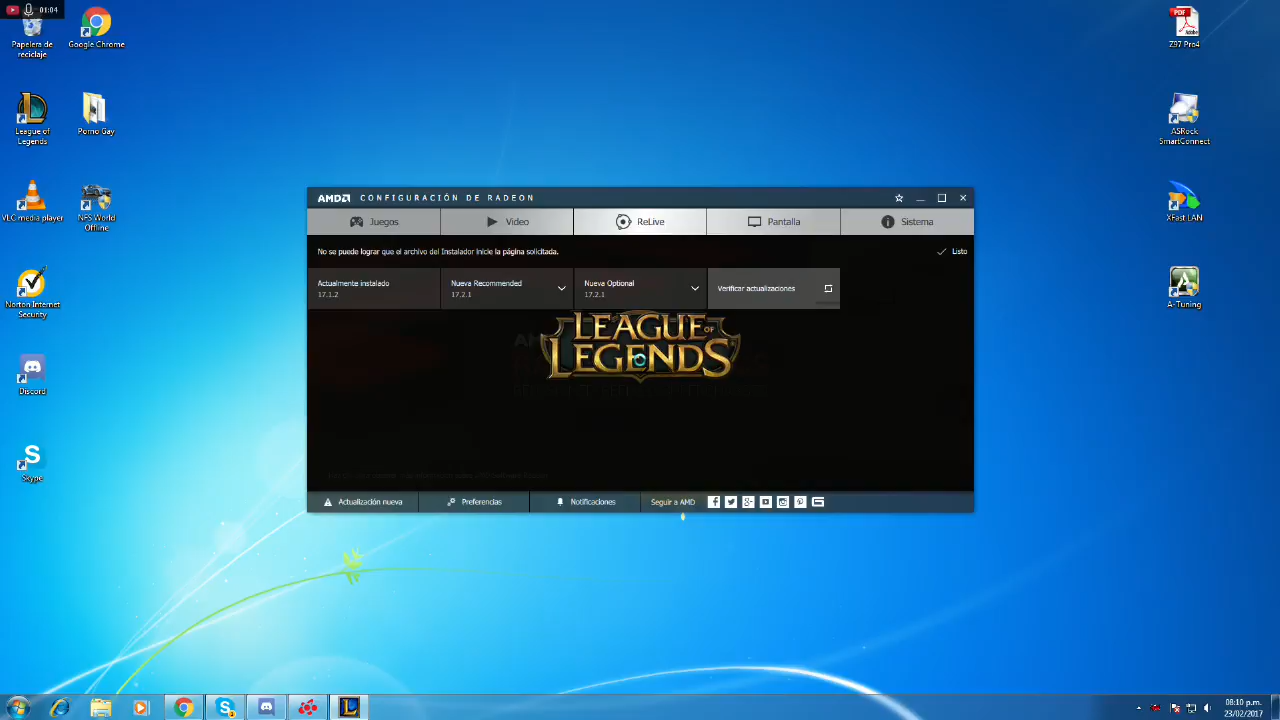 01:04
Papelera de
reciclaje
Google Chrome
League of
Legends
Porno Gay
VLC media player
NFS World
Offline
Norton Internet
Security
Discord
Skype
PDF
Adobe
Z97 Pro4
ASRock
SmartConnect
XFast LAN
A-Tuning
AMD CONFIGURACIÓN DE RADEON
Juegos
Video
ReLive
Pantalla
Sistema
No se puede lograr que el archivo del Instalador Inicie la página solicitada.
Listo
Actualmente instalado
17.1.2
Nueva Recommended
17.2.1
Nueva Optional
17.2.1
Verificar actualizaciones
LEAGUE OF
LEGENDS
Actualización nueva
Preferencias
Notificaciones
Seguir a AMD
08:10 p.m.
23/02/2017